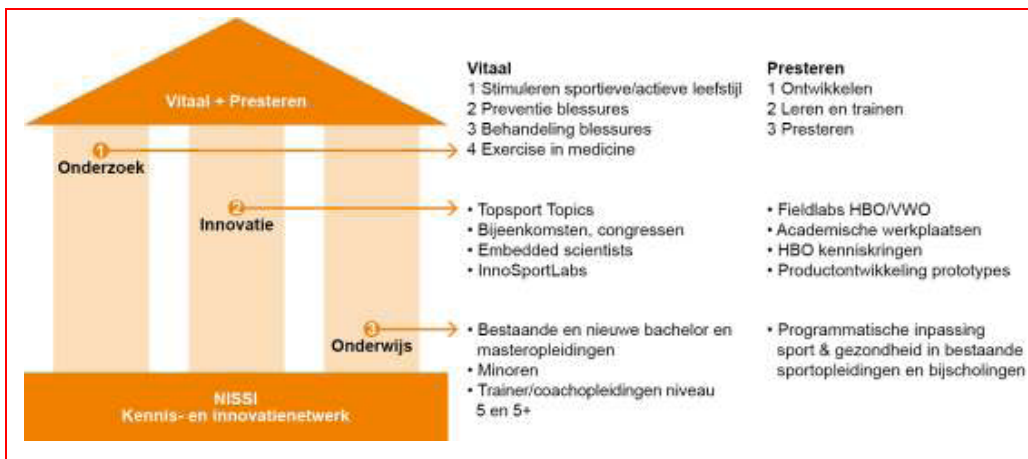 Vitaal + Presteren
1
Onderzoek
2
Innovatie
3
Onderwijs
NISSI
Kennis- en innovatienetwerk
Vitaal
1 Stimuleren sportieve/actieve leefstijl
2 Preventie blessures
3 Behandeling blessures
4 Exercise in medicine
Presteren
1 Ontwikkelen
2 Leren en trainen
3 Presteren
• Topsport Topics
• Bijeenkomsten, congressen
• Embedded scientists
• InnoSportLabs
• Fieldlabs HBO/VWO
• Academische werkplaatsen
• HBO kenniskringen
• Productontwikkeling prototypes
• Bestaande en nieuwe bachelor en
masteropleidingen
• Minoren
• Trainer/coachopleidingen niveau
5 en 5+
• Programmatische inpassing
sport & gezondheid in bestaande
sportopleidingen en bijscholingen